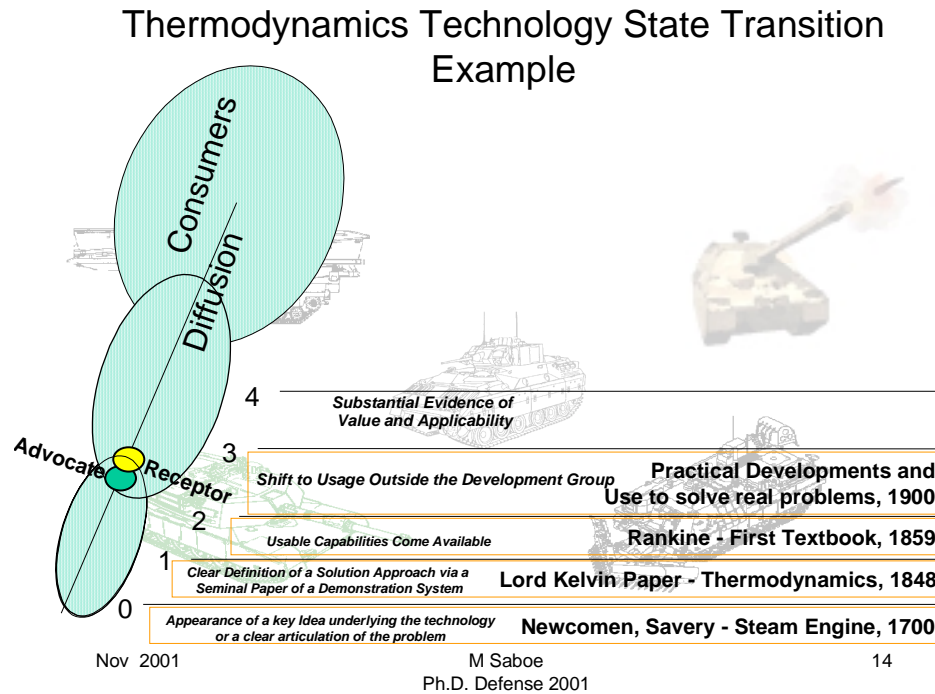 Thermodynamics Technology State Transition
Example
Consumers
Diffusion
Advocate
Receptor
4
Substantial Evidence of
Value and Applicability
3
Shift to Usage Outside the Development Group
Practical Developments and
Use to solve real problems, 1900
2
Usable Capabilities Come Available
Rankine - First Textbook, 1859
1
Clear Definition of a Solution Approach via a
Seminal Paper of a Demonstration System
Lord Kelvin Paper - Thermodynamics, 1848
0
Appearance of a key Idea underlying the technology
or a clear articulation of the problem
Newcomen, Savery - Steam Engine, 1700
Nov 2001
M Saboe
Ph.D. Defense 2001
14